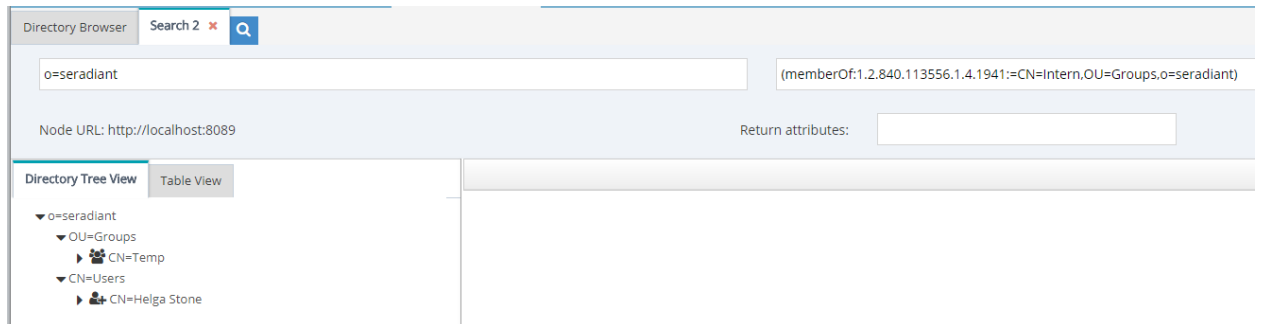 Directory Browser
Search 2
o=seradiant
(memberOf:1.2.840.113556.1.4.1941:=CN=Intern,OU=Groups,o=seradiant)
Node URL: http://localhost:8089
Return attributes:
Directory Tree View
Table View
o=seradiant
OU=Groups
CN=Temp
CN=Users
CN=Helga Stone